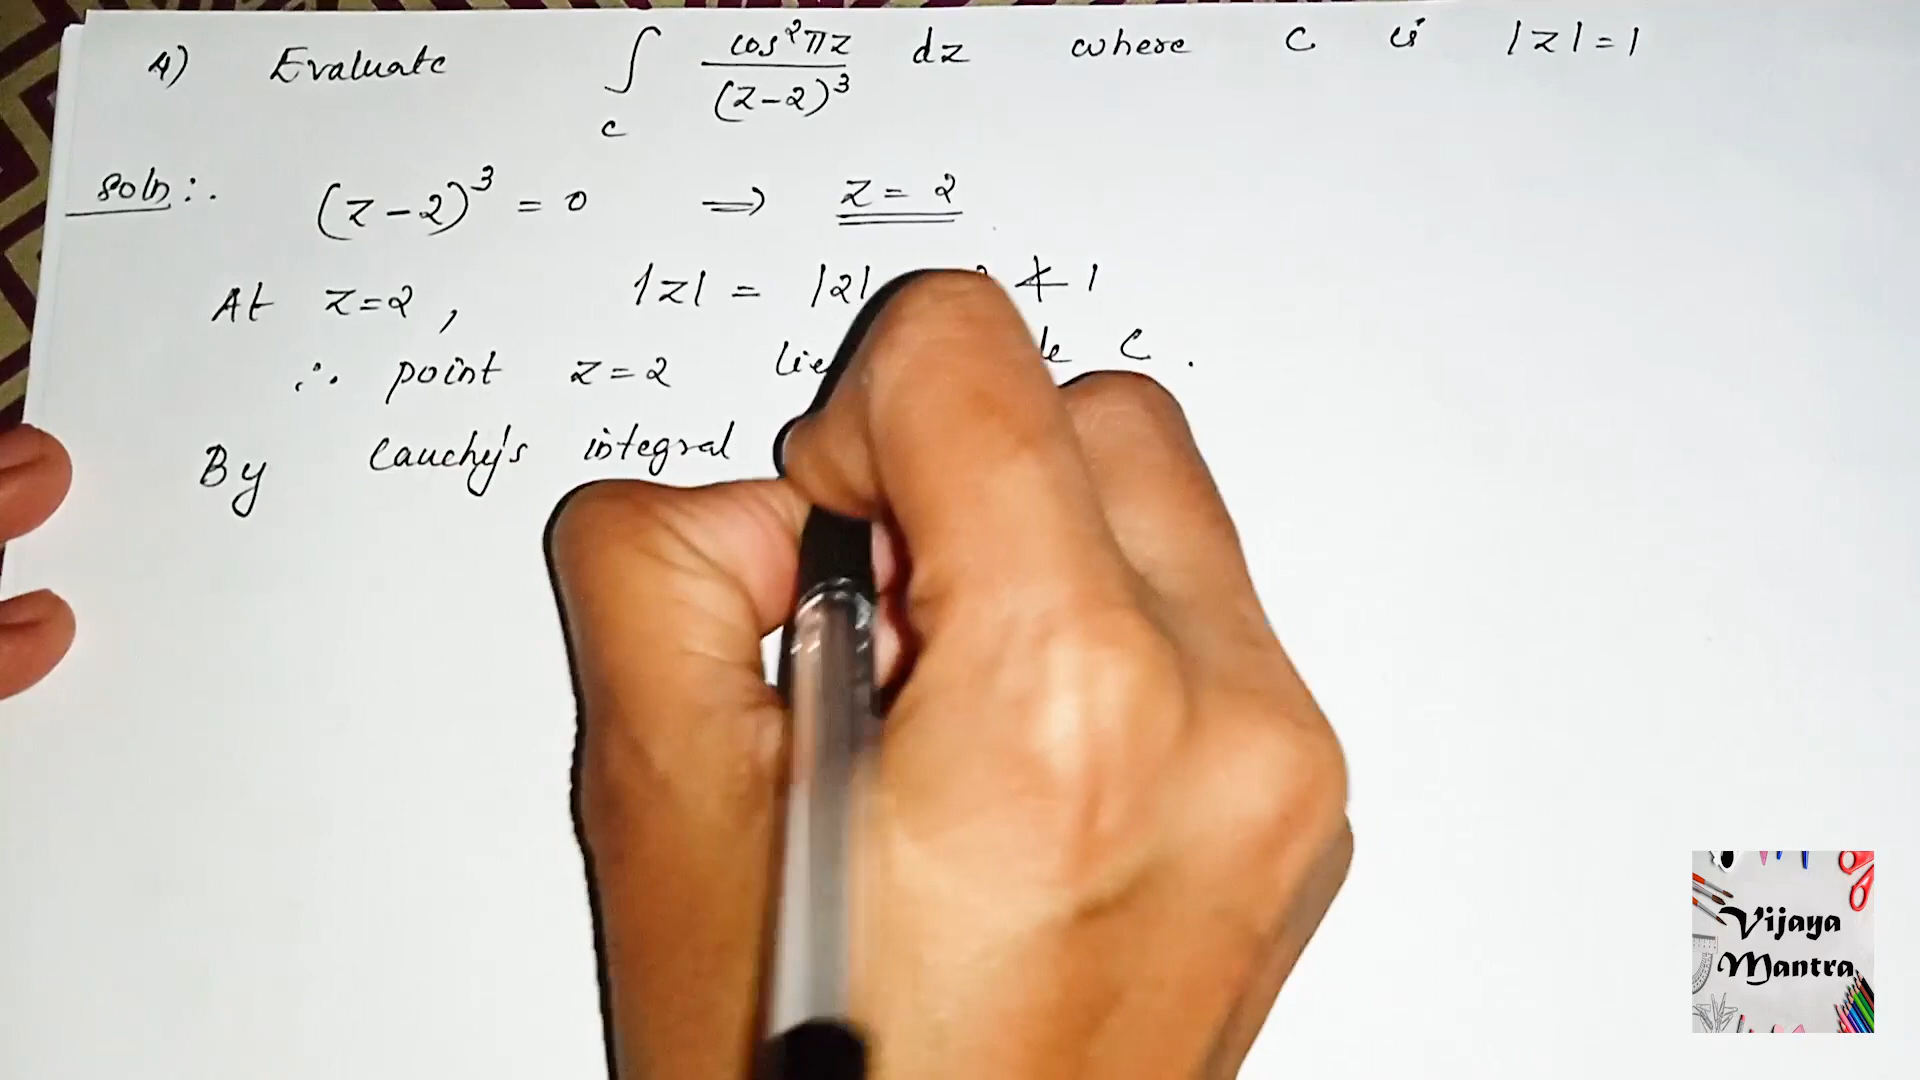 4) Evaluate ∫_C cos²πz / (z-2)³ dz where C is |z|=1
Soln:. (z-2)³ = 0 ⇒ z = 2
At z=2, |z| = |2| ≮ 1
∴ point z=2 C.
By Cauchy's integral
Vijaya
Mantra